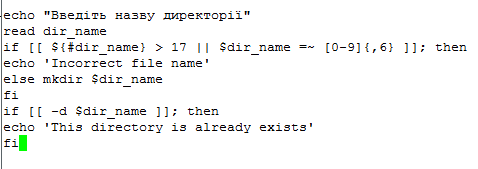 echo "Введіть назву директорії"
read dir_name
if [[ ${#dir_name} > 17 || $dir_name =~ [0-9]{,6} ]]; then
echo 'Incorrect file name'
else mkdir $dir_name
fi
if [[ -d $dir_name ]]; then
echo 'This directory is already exists'
fi